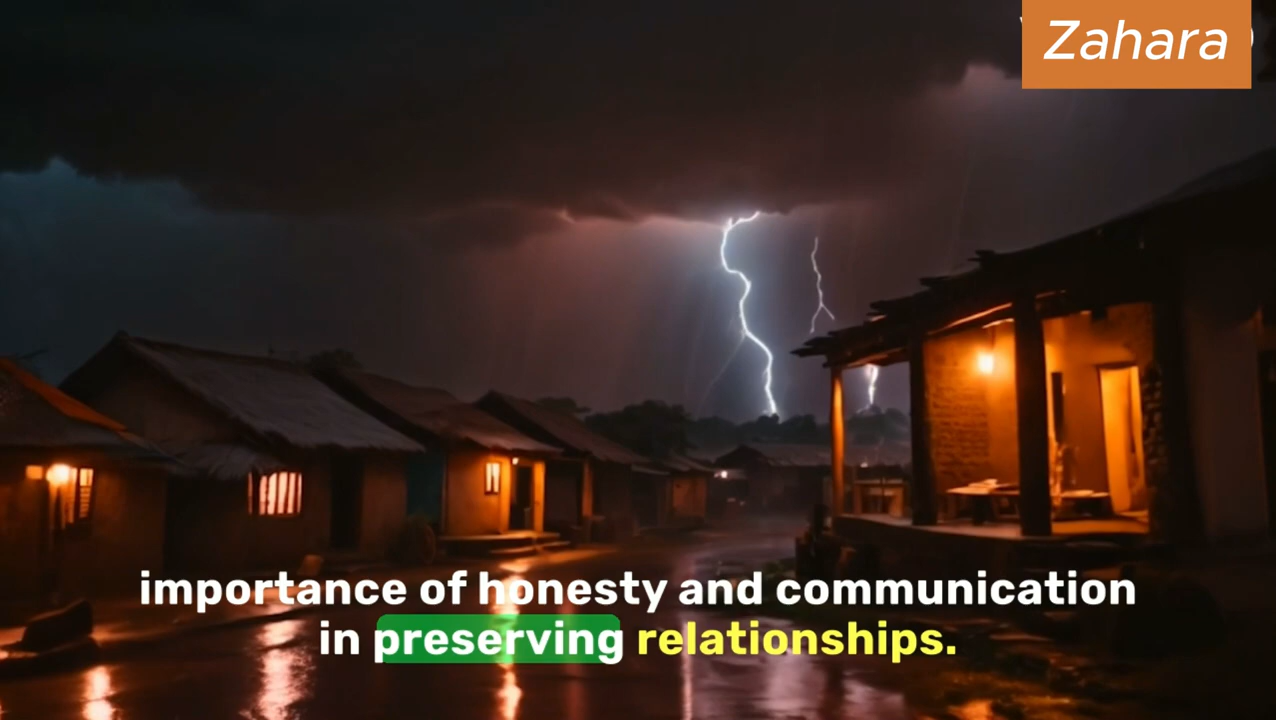 Zahara
importance of honesty and communication
in preserving relationships.